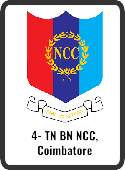 NCC
4- TN BN NCC,
Coimbatore